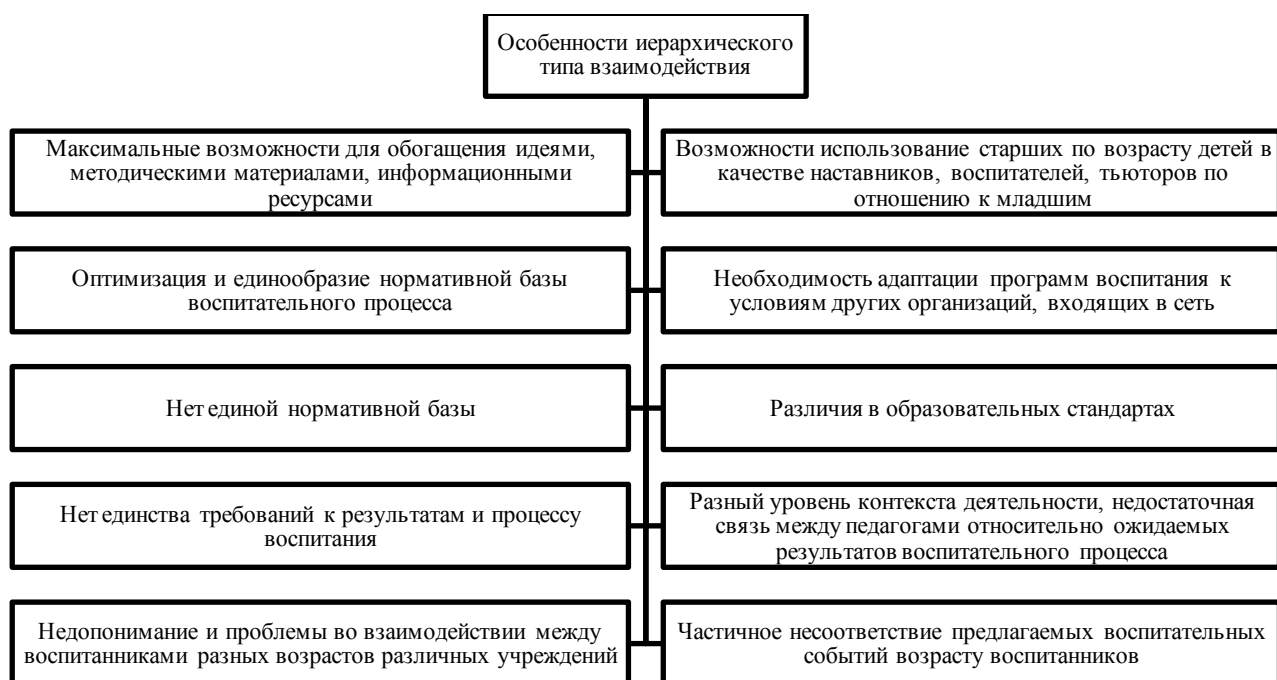 Особенности иерархического
типа взаимодействия
Максимальные возможности для обогащения идеями,
методическими материалами, информационными
ресурсами
Возможности использование старших по возрасту детей в
качестве наставников, воспитателей, тьюторов по
отношению к младшим
Оптимизация и единообразие нормативной базы
воспитательного процесса
Необходимость адаптации программ воспитания к
условиям других организаций, входящих в сеть
Нет единой нормативной базы
Различия в образовательных стандартах
Нет единства требований к результатам и процессу
воспитания
Разный уровень контекста деятельности, недостаточная
связь между педагогами относительно ожидаемых
результатов воспитательного процесса
Недопонимание и проблемы во взаимодействии между
воспитанниками разных возрастов различных учреждений
Частичное несоответствие предлагаемых воспитательных
событий возрасту воспитанников